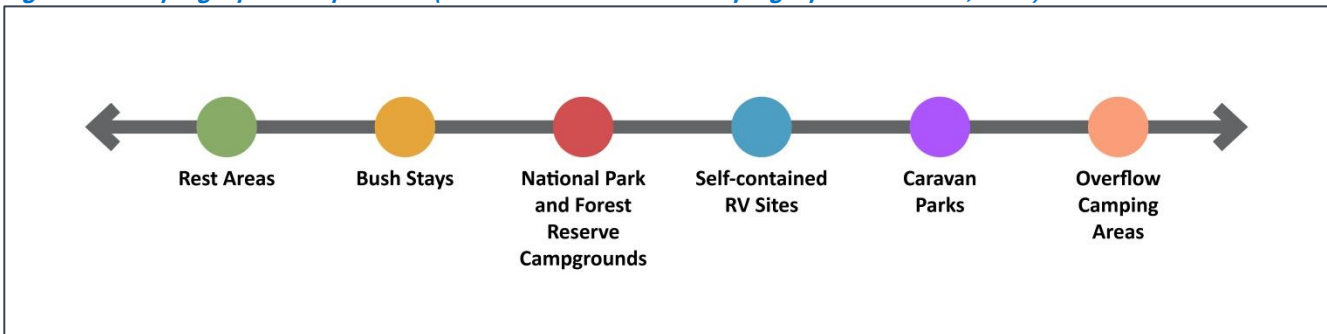 Rest Areas
Bush Stays
National Park
and Forest
Reserve
Campgrounds
Self-contained
RV Sites
Caravan
Parks
Overflow
Camping
Areas